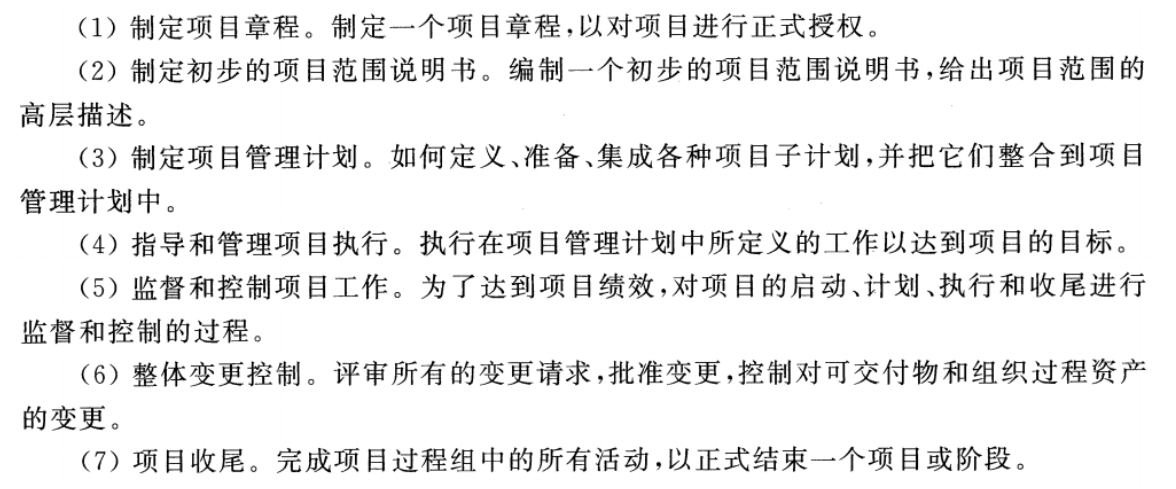 (1) 制定项目章程。制定一个项目章程,以对项目进行正式授权。
(2) 制定初步的项目范围说明书。编制一个初步的项目范围说明书,给出项目范围的
高层描述。
(3) 制定项目管理计划。如何定义、准备、集成各种项目子计划,并把它们整合到项目
管理计划中。
(4) 指导和管理项目执行。执行在项目管理计划中所定义的工作以达到项目的目标。
(5) 监督和控制项目工作。为了达到项目绩效,对项目的启动、计划、执行和收尾进行
监督和控制的过程。
(6) 整体变更控制。评审所有的变更请求,批准变更,控制对可交付物和组织过程资产
的变更。
(7) 项目收尾。完成项目过程组中的所有活动,以正式结束一个项目或阶段。